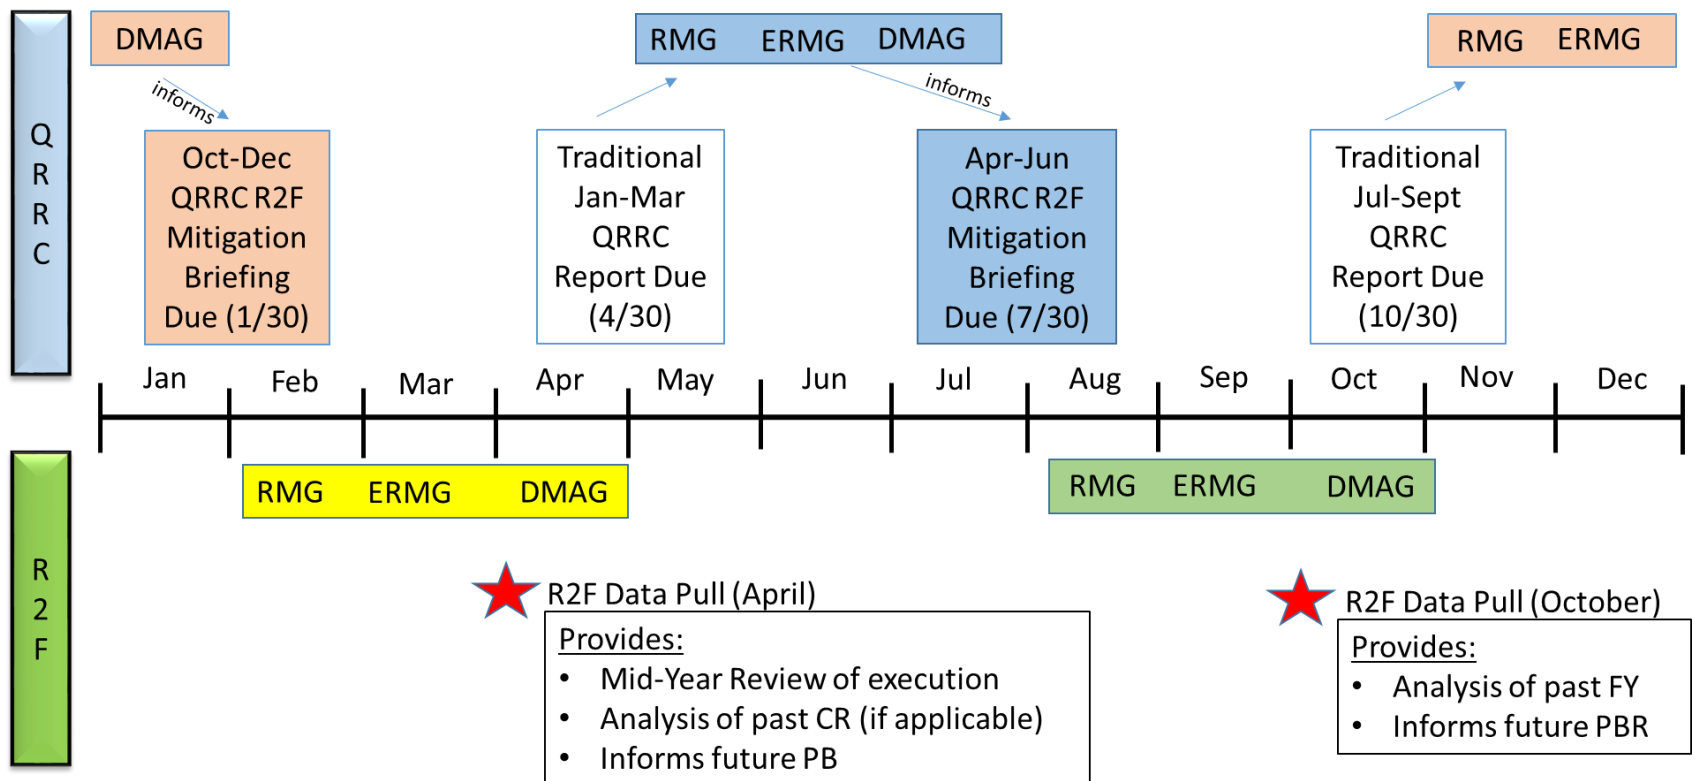 QRRC
DMAG
informs
Oct-Dec
QRRC R2F
Mitigation
Briefing
Due (1/30)
RMG ERMG DMAG
informs
Traditional
Jan-Mar
QRRC
Report Due
(4/30)
Apr-Jun
QRRC R2F
Mitigation
Briefing
Due (7/30)
RMG ERMG
Traditional
Jul-Sept
QRRC
Report Due
(10/30)
Jan Feb Mar Apr May Jun Jul Aug Sep Oct Nov Dec
R2F
RMG ERMG DMAG
RMG ERMG DMAG
R2F Data Pull (April)
Provides:
• Mid-Year Review of execution
• Analysis of past CR (if applicable)
• Informs future PB
R2F Data Pull (October)
Provides:
• Analysis of past FY
• Informs future PBR